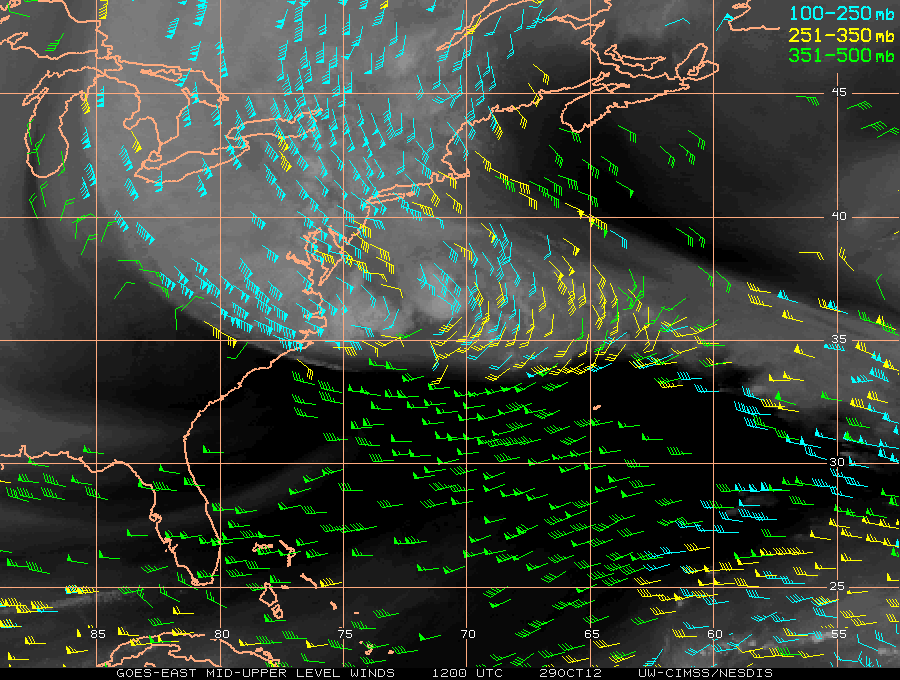 100-250mb
251-350mb
351-500mb
45
40
35
30
25
85 80 75 70 65 60 55
GOES-EAST MID-UPPER LEVEL WINDS 1200 UTC 29OCT12 UW-CIMSS/NESDIS